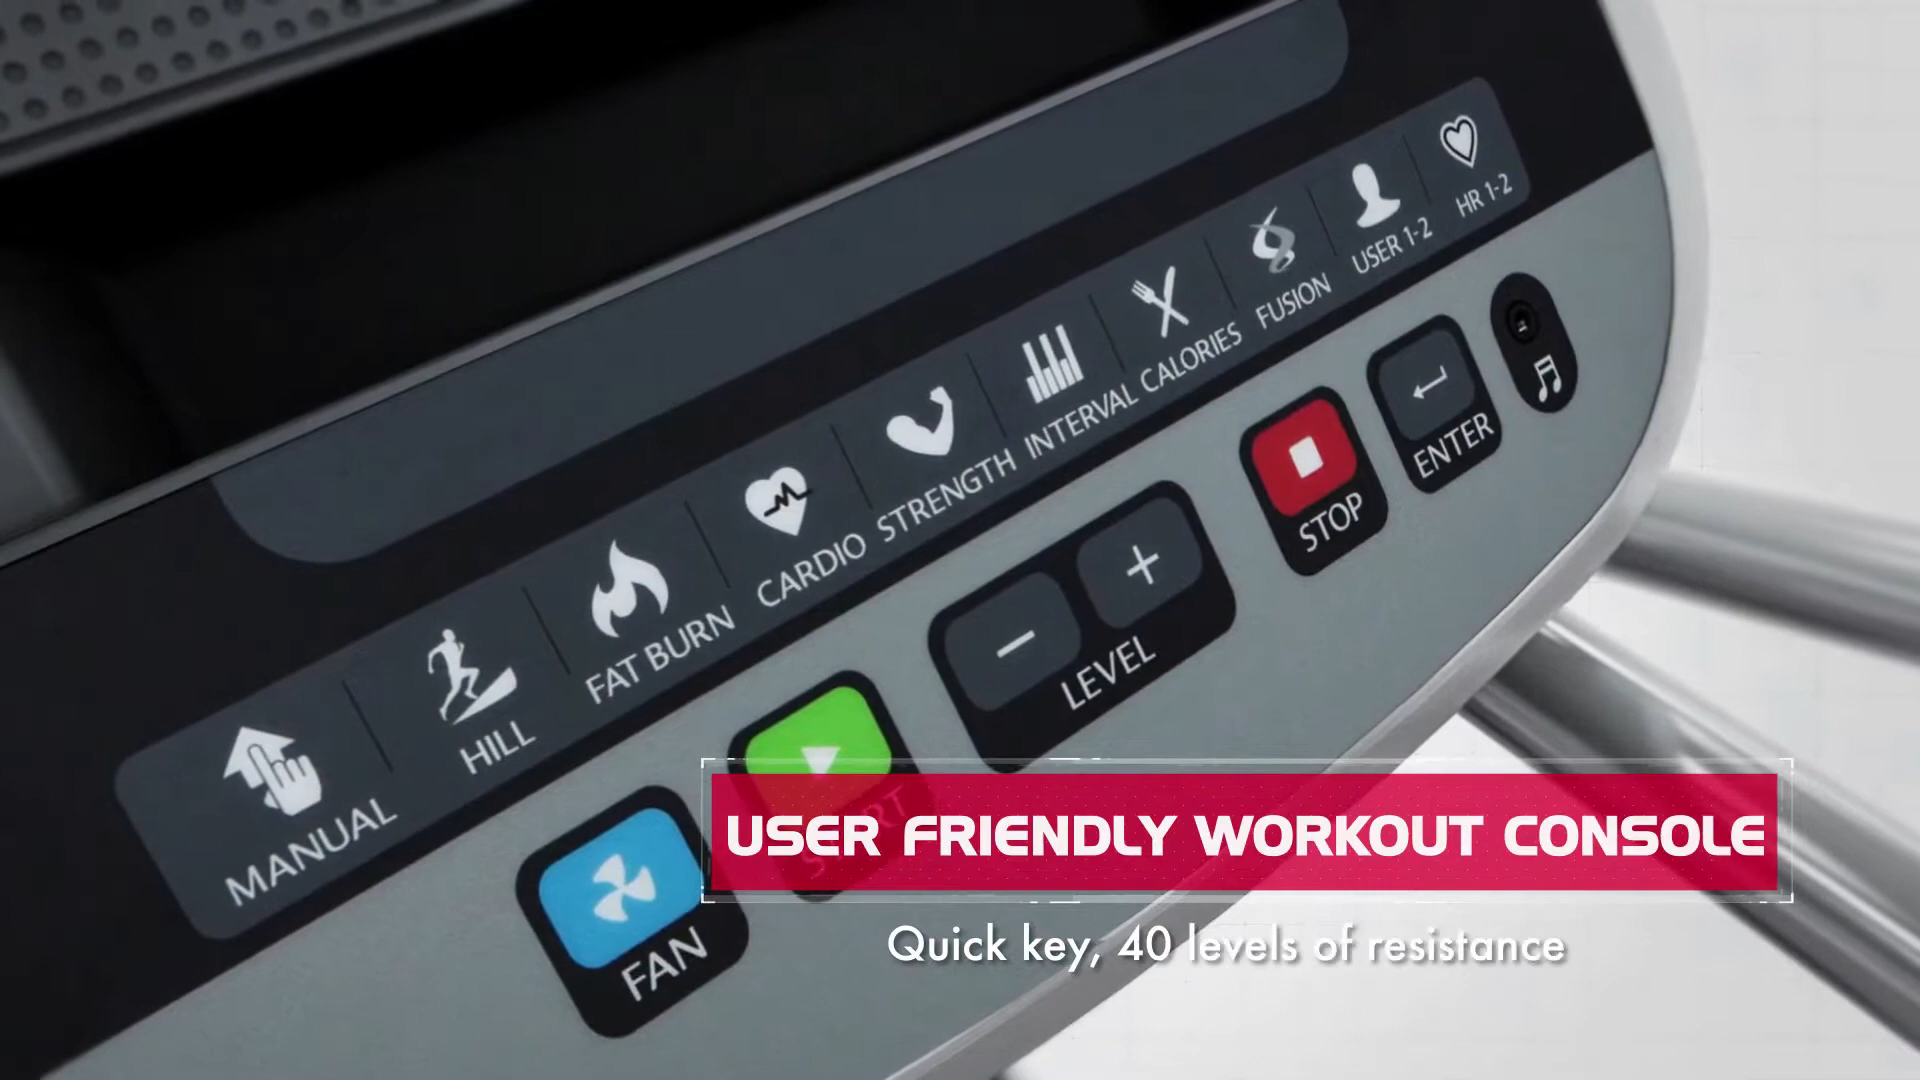 MANUAL
HILL
FAT BURN
CARDIO
STRENGTH
INTERVAL
CALORIES
FUSION
USER 1-2
HR 1-2
FAN
START
LEVEL
STOP
ENTER
USER FRIENDLY WORKOUT CONSOLE
Quick key, 40 levels of resistance